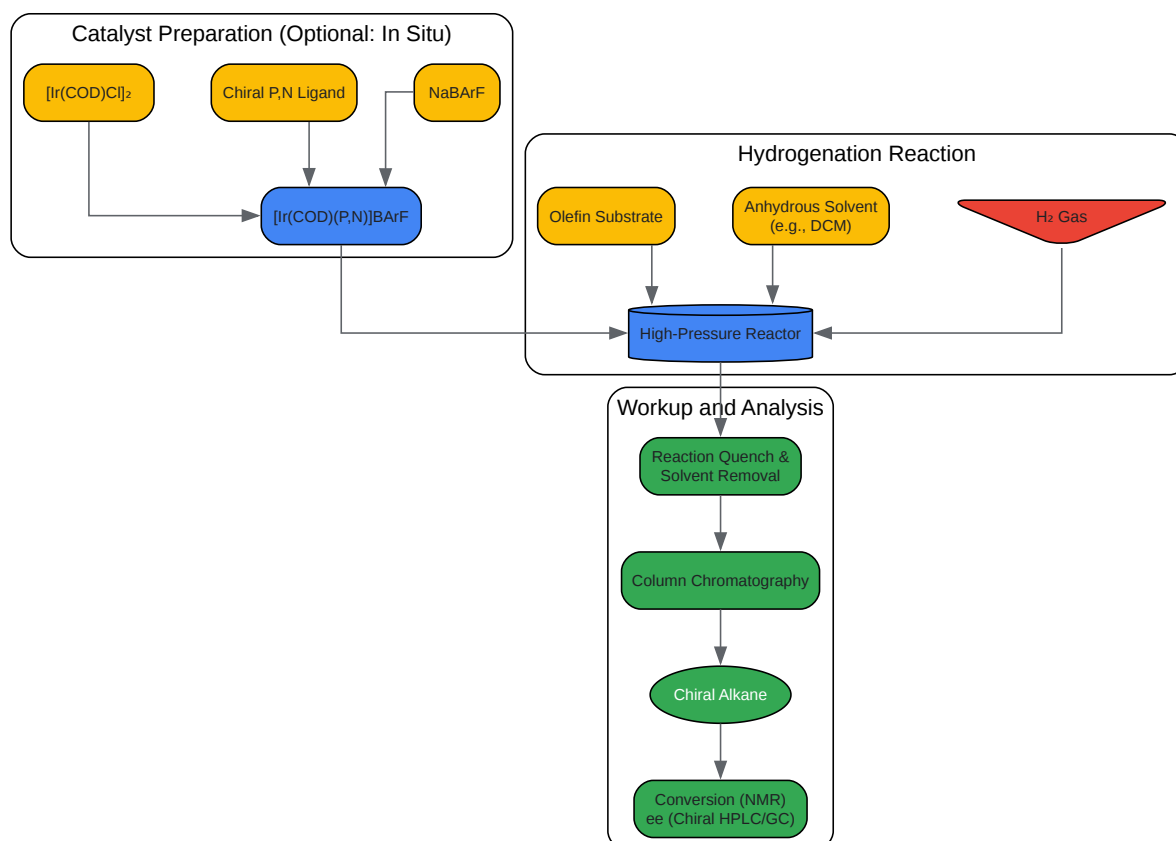 Catalyst Preparation (Optional: In Situ)
[Ir(COD)Cl]₂
Chiral P,N Ligand
NaBArF
[Ir(COD)(P,N)]BArF
Hydrogenation Reaction
Olefin Substrate
Anhydrous Solvent
(e.g., DCM)
H₂ Gas
High-Pressure Reactor
Workup and Analysis
Reaction Quench &
Solvent Removal
Column Chromatography
Chiral Alkane
Conversion (NMR)
ee (Chiral HPLC/GC)